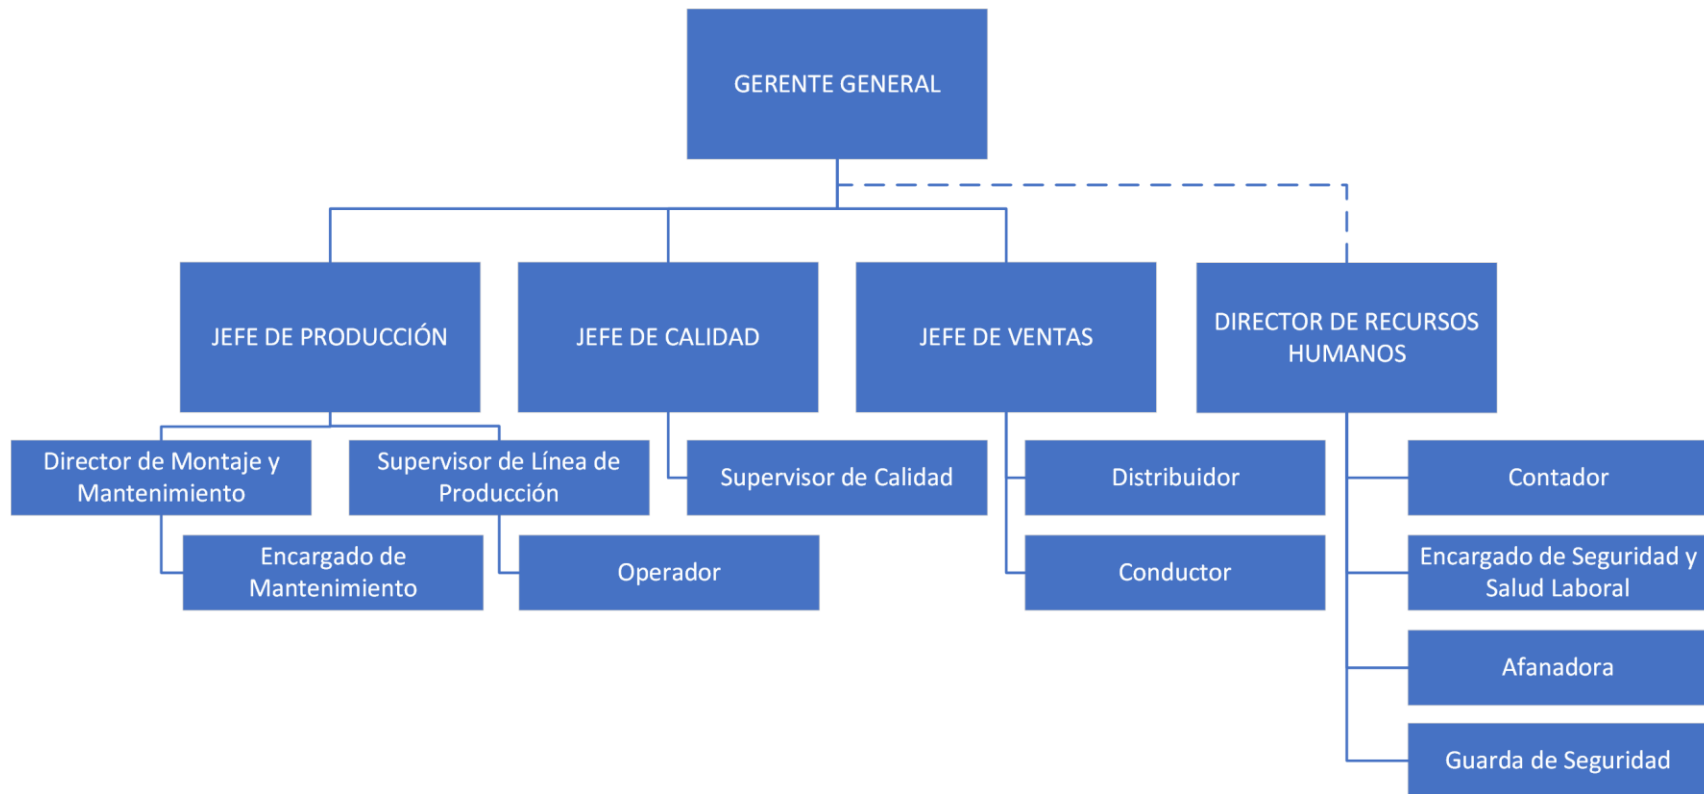 GERENTE GENERAL
JEFE DE PRODUCCIÓN
JEFE DE CALIDAD
JEFE DE VENTAS
DIRECTOR DE RECURSOS
HUMANOS
Director de Montaje y
Mantenimiento
Supervisor de Línea de
Producción
Supervisor de Calidad
Distribuidor
Contador
Encargado de
Mantenimiento
Operador
Conductor
Encargado de Seguridad y
Salud Laboral
Afanadora
Guarda de Seguridad